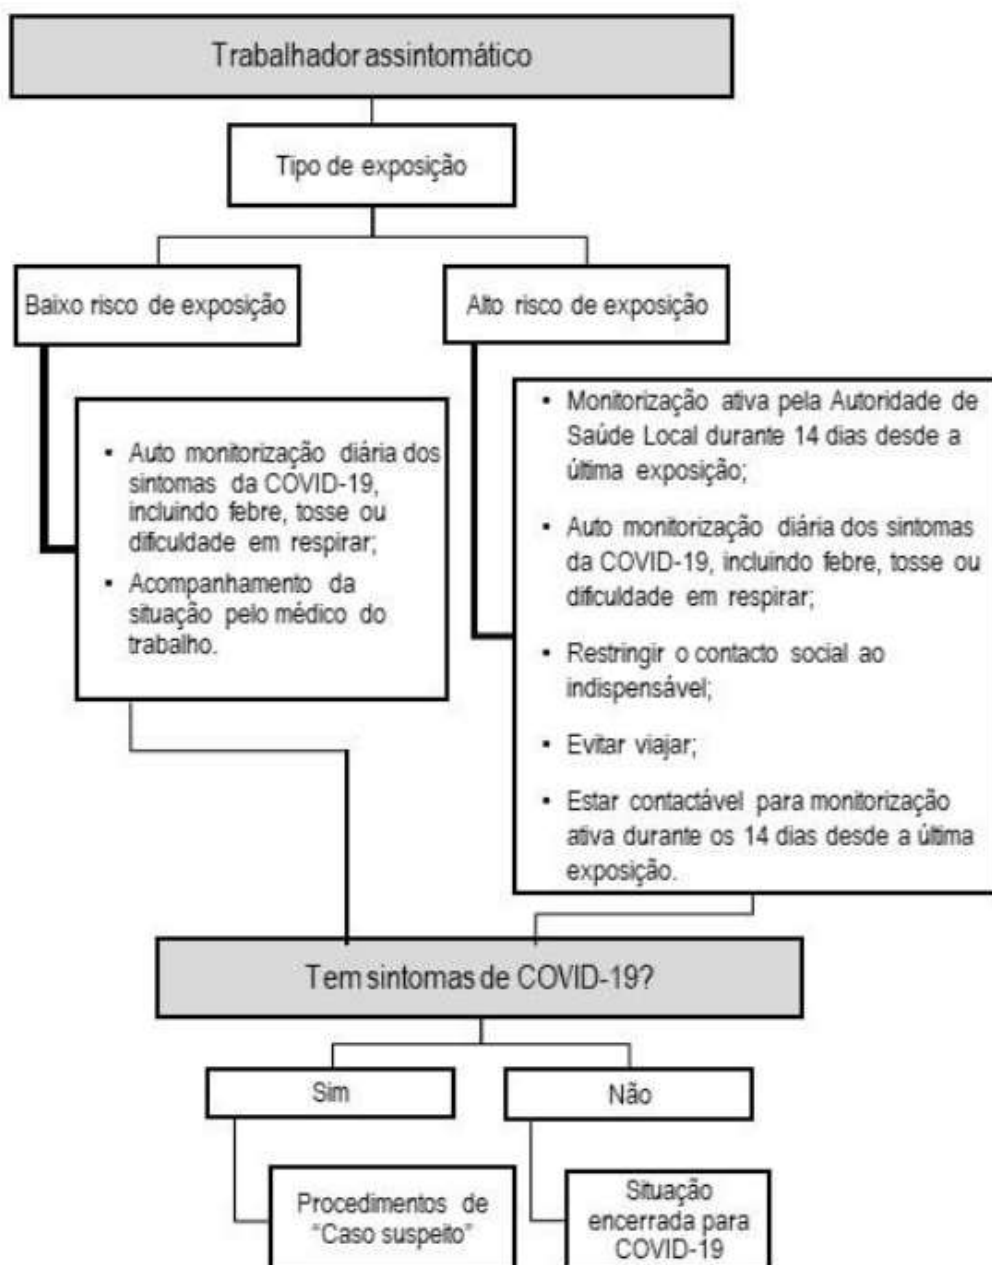 Trabalhador assintomático
Tipo de exposição
Baixo risco de exposição
Alto risco de exposição
▪ Auto monitorização diária dos
sintomas da COVID-19,
incluindo febre, tosse ou
dificuldade em respirar;
▪ Acompanhamento da
situação pelo médico do
trabalho.
▪ Monitorização ativa pela Autoridade de
Saúde Local durante 14 dias desde a
última exposição;
▪ Auto monitorização diária dos sintomas
da COVID-19, incluindo febre, tosse ou
dificuldade em respirar;
▪ Restringir o contacto social ao
indispensável;
▪ Evitar viajar;
▪ Estar contactável para monitorização
ativa durante os 14 dias desde a última
exposição.
Tem sintomas de COVID-19?
Sim
Não
Procedimentos de
“Caso suspeito”
Situação
encerrada para
COVID-19